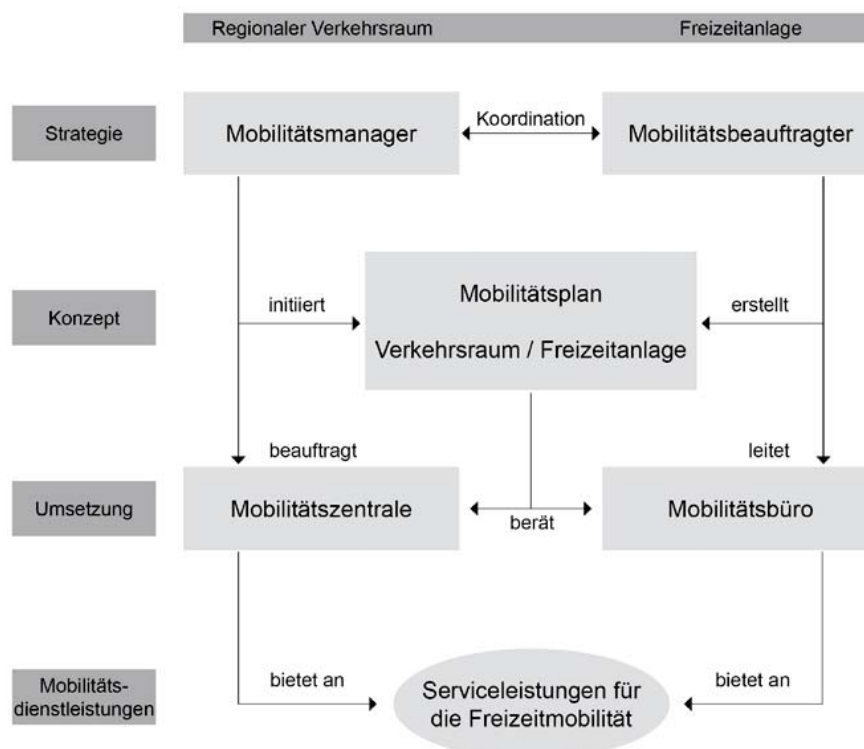 Regionaler Verkehrsraum
Freizeitanlage
Strategie
Mobilitätsmanager
Koordination
Mobilitätsbeauftragter
Konzept
initiiert
Mobilitätsplan
Verkehrsraum / Freizeitanlage
erstellt
beauftragt
leitet
Umsetzung
Mobilitätszentrale
berät
Mobilitätsbüro
Mobilitäts-
dienstleistungen
bietet an
Serviceleistungen für
die Freizeitmobilität
bietet an